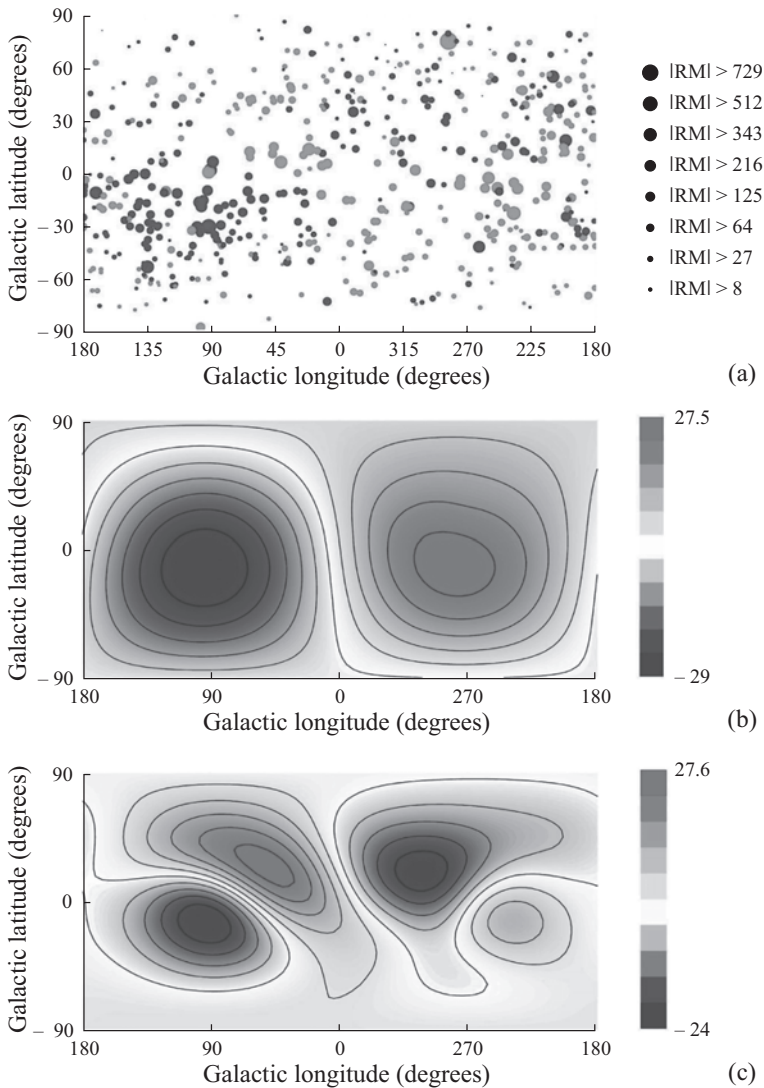 90
60
30
0
– 30
– 60
– 90
Galactic latitude (degrees)
180 135 90 45 0 315 270 225 180
Galactic longitude (degrees)
|RM| > 729
|RM| > 512
|RM| > 343
|RM| > 216
|RM| > 125
|RM| > 64
|RM| > 27
|RM| > 8
(a)
90
0
– 90
Galactic latitude (degrees)
180 90 0 270 180
Galactic longitude (degrees)
27.5
– 29
(b)
90
0
– 90
Galactic latitude (degrees)
180 90 0 270 180
Galactic longitude (degrees)
27.6
– 24
(c)